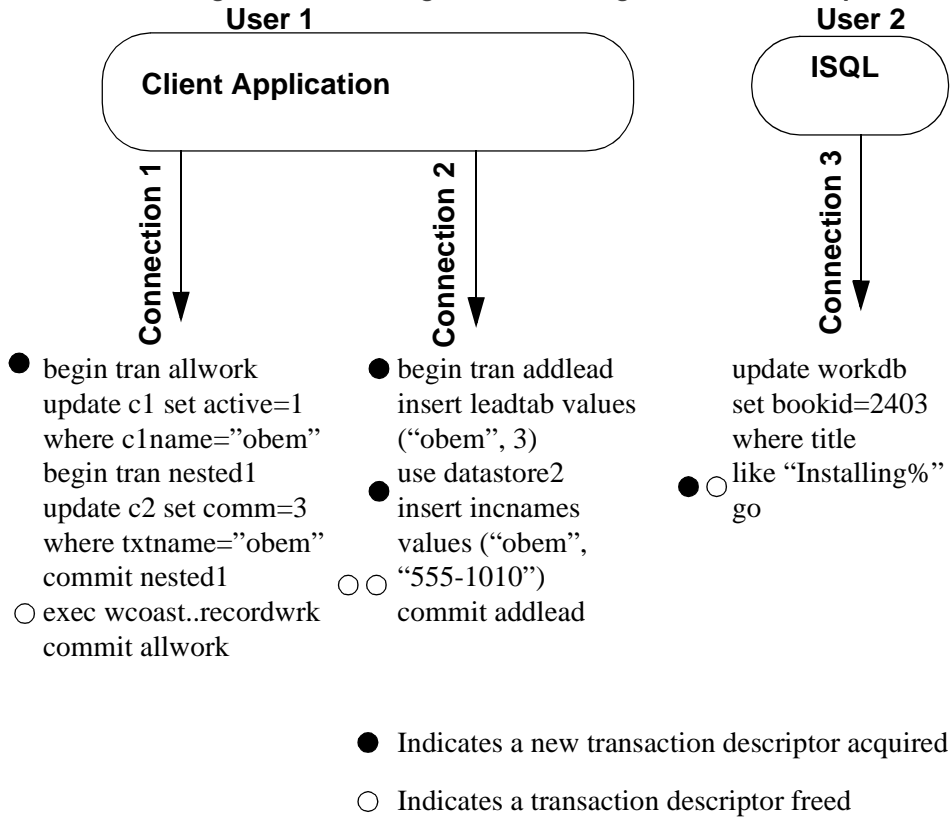 User 1
User 2
Client Application
ISQL
Connection 1
Connection 2
Connection 3
begin tran allwork
update c1 set active=1
where c1name=”obem”
begin tran nested1
update c2 set comm=3
where txtname=”obem”
commit nested1
exec wcoast..recordwrk
commit allwork
begin tran addlead
insert leadtab values
(“obem”, 3)
use datastore2
insert incnames
values (“obem”,
“555-1010”)
commit addlead
update workdb
set bookid=2403
where title
like “Installing%”
go
Indicates a new transaction descriptor acquired
Indicates a transaction descriptor freed